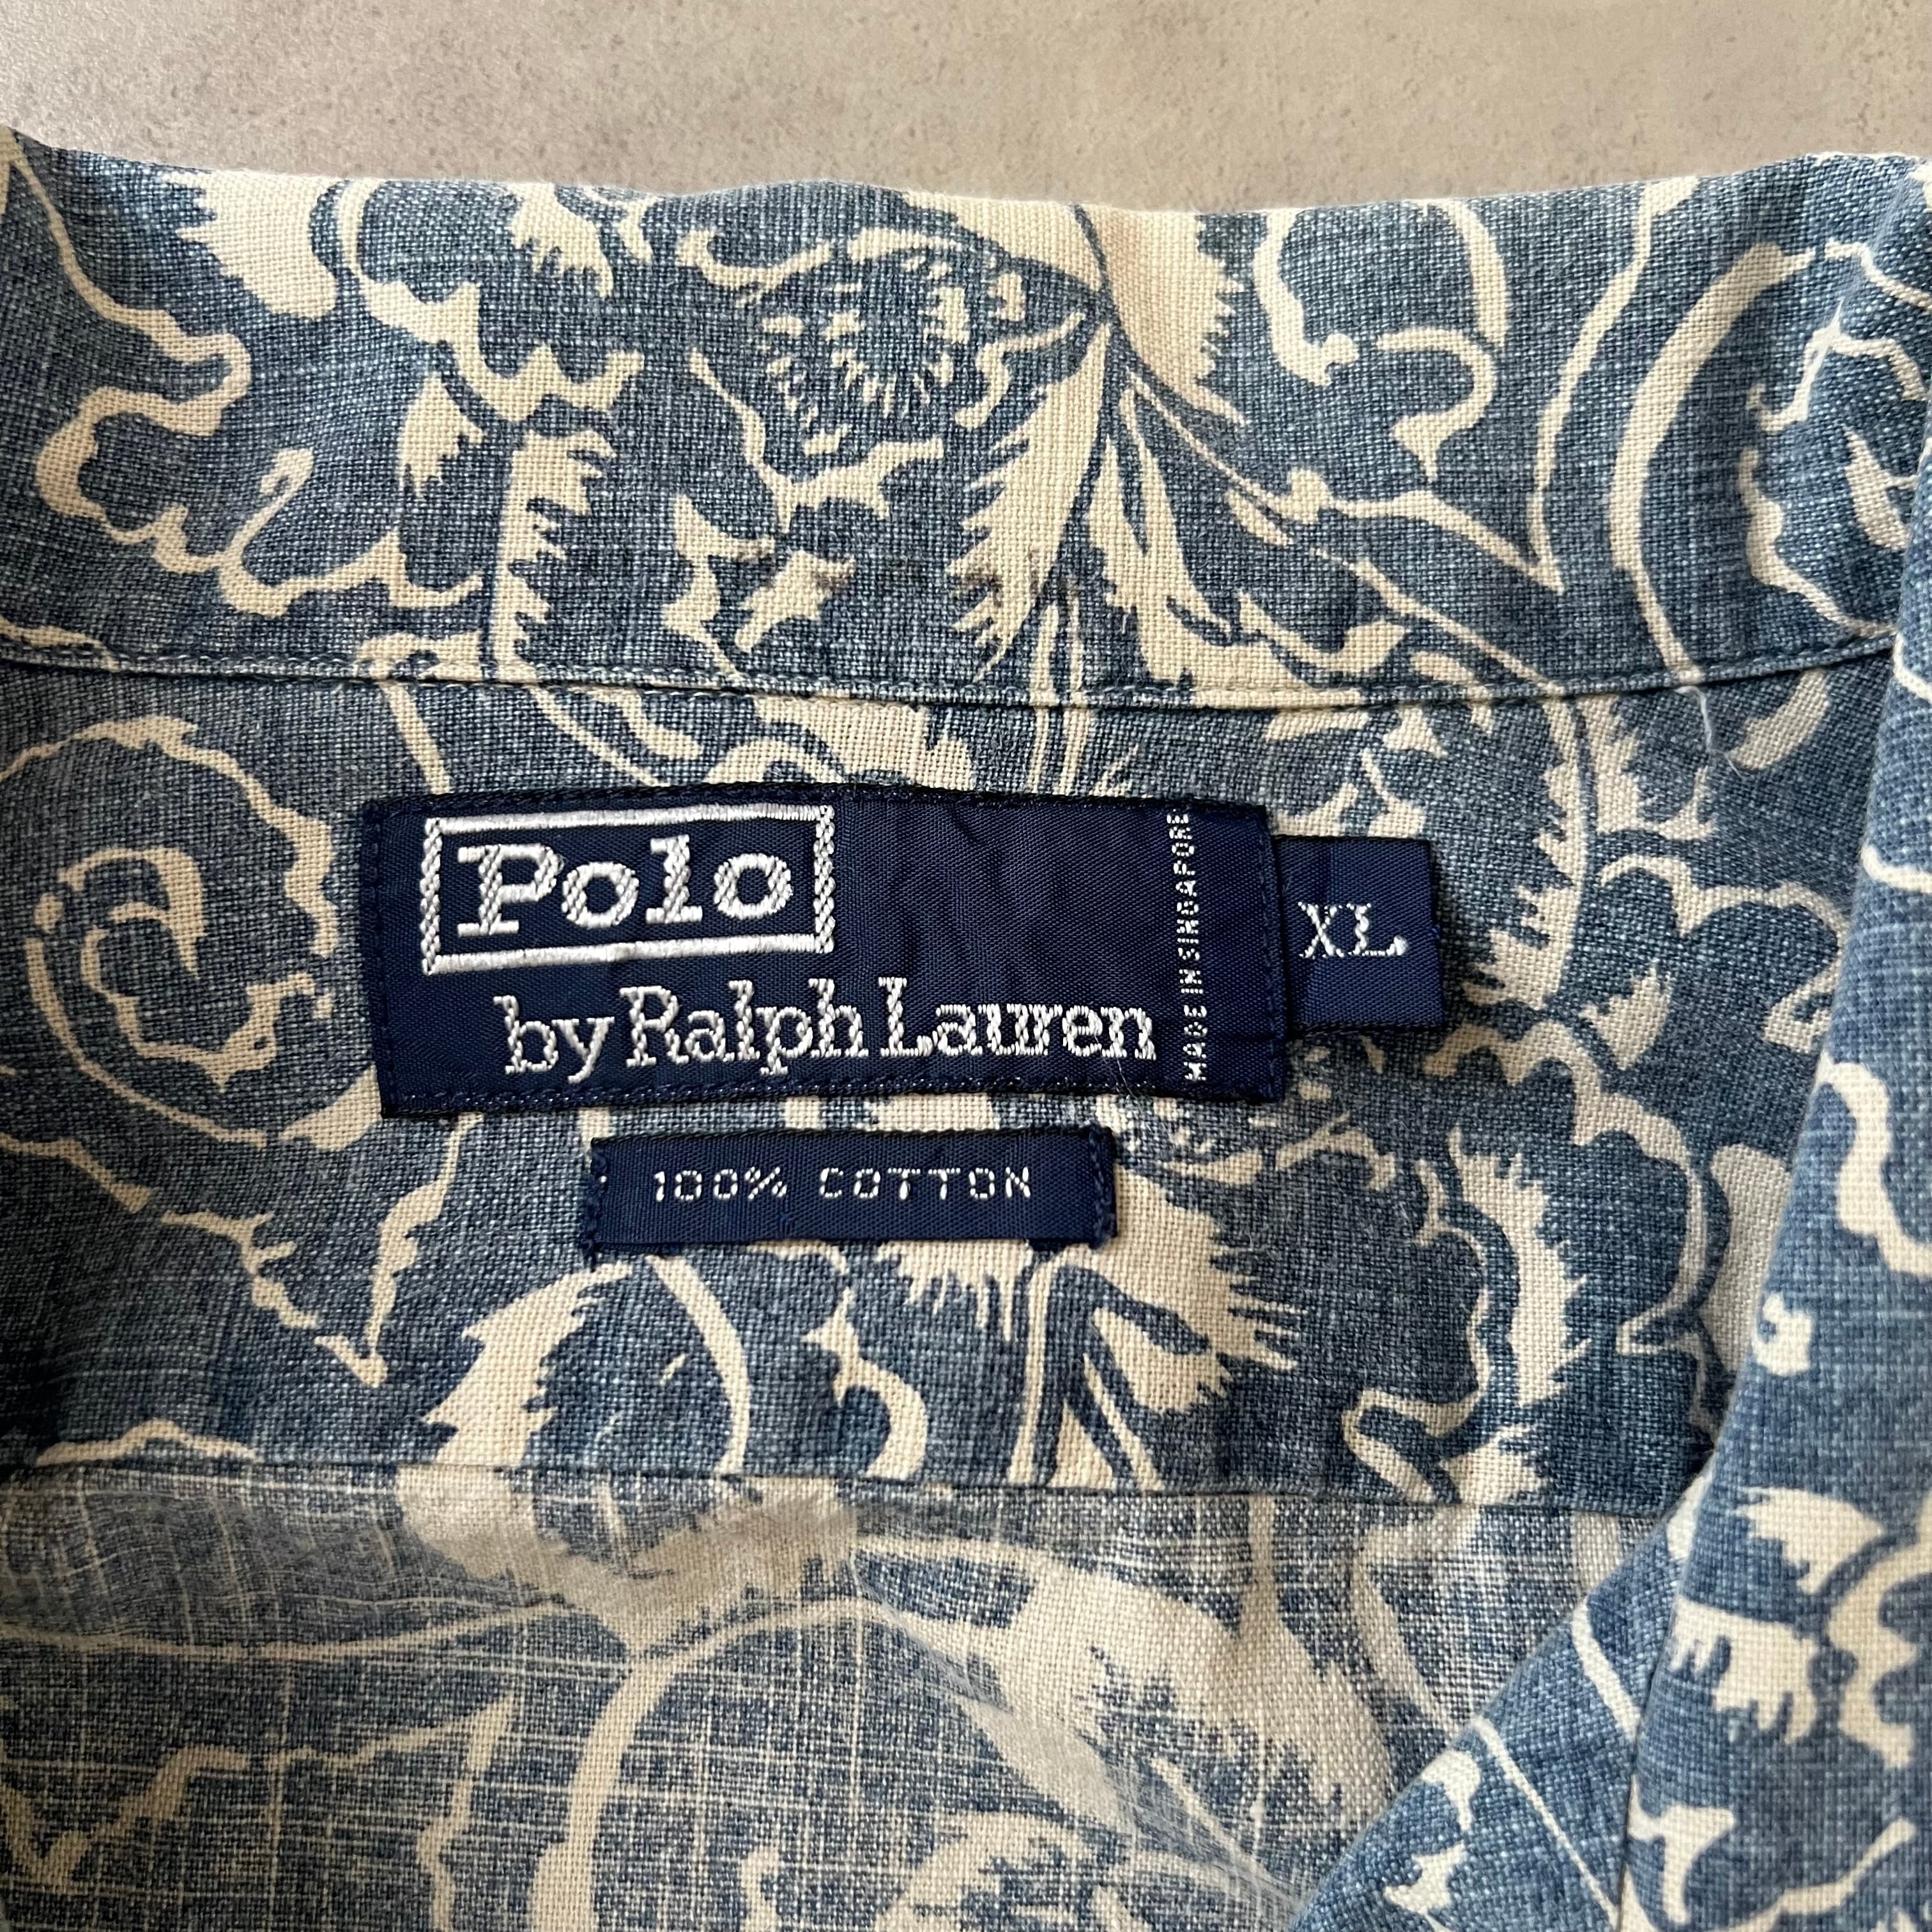 Polo
by Ralph Lauren
MADE IN SINGAPORE
XL
100% COTTON